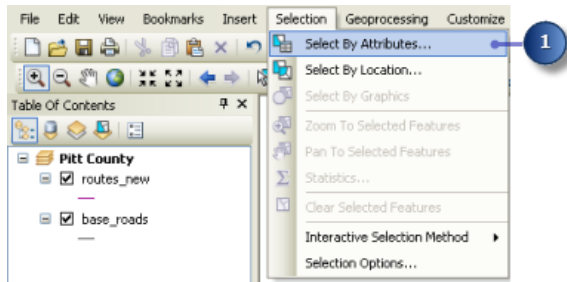 File Edit View Bookmarks Insert Selection Geoprocessing Customize
Select By Attributes... 1
Select By Location...
Table Of Contents
Select By Graphics
Zoom To Selected Features
Pitt County
Pan To Selected Features
routes_new
Statistics...
Clear Selected Features
base_roads
Interactive Selection Method
Selection Options...